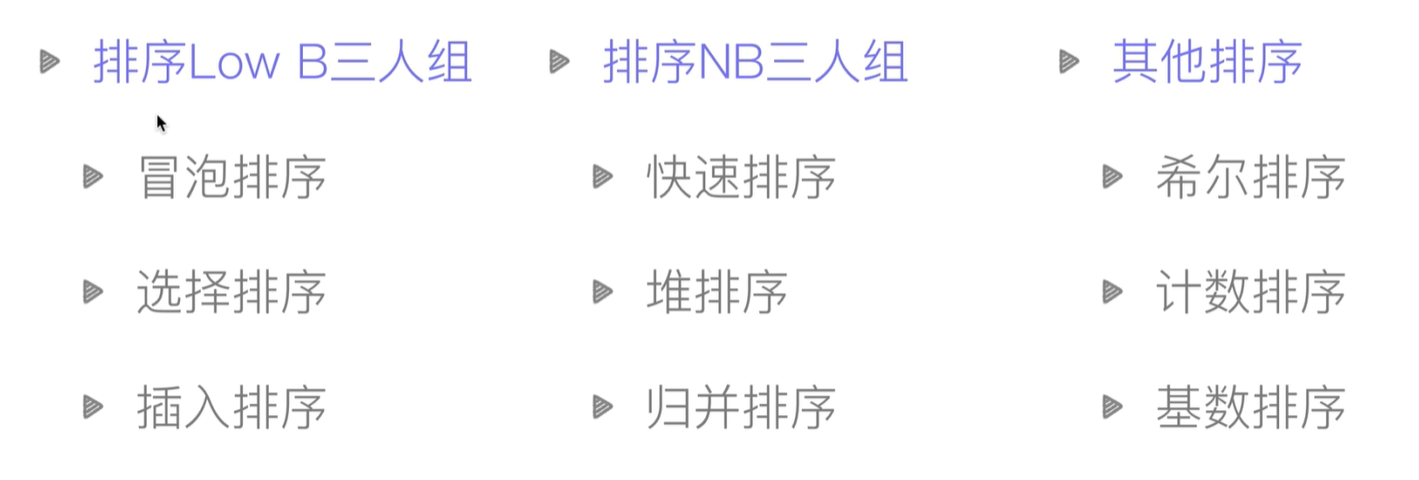 排序Low B三人组
冒泡排序
选择排序
插入排序
排序NB三人组
快速排序
堆排序
归并排序
其他排序
希尔排序
计数排序
基数排序